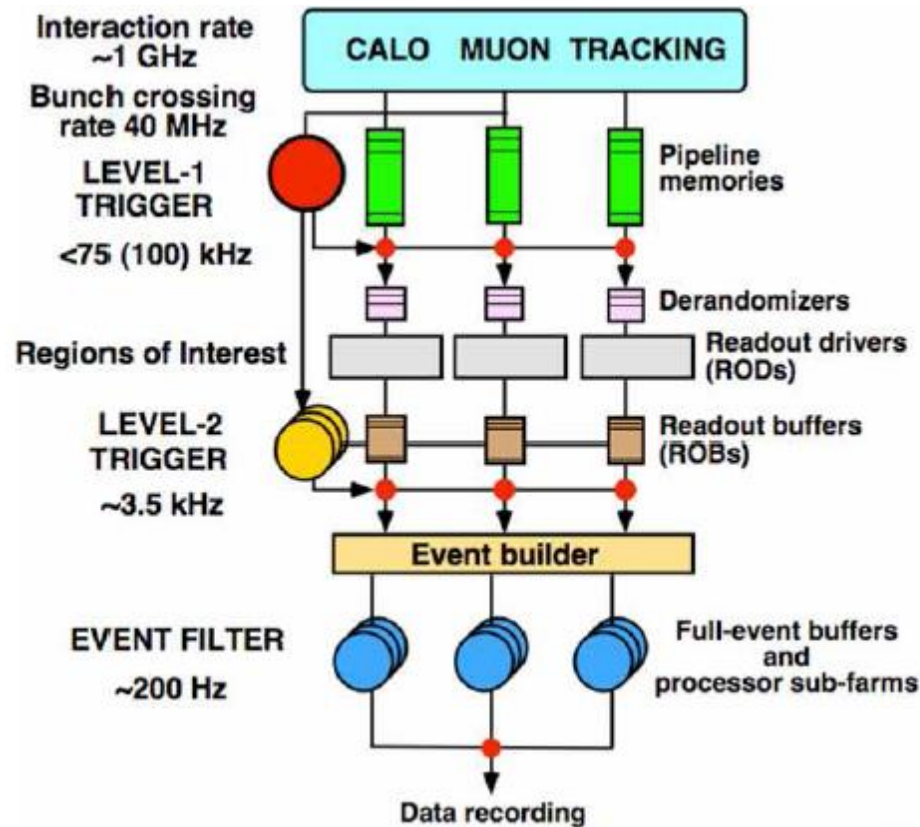 Interaction rate
~1 GHz
CALO MUON TRACKING
Bunch crossing
rate 40 MHz
Pipeline
memories
LEVEL-1
TRIGGER
<75 (100) kHz
Derandomizers
Regions of Interest
Readout drivers
(RODs)
LEVEL-2
TRIGGER
Readout buffers
(ROBs)
~3.5 kHz
Event builder
EVENT FILTER
~200 Hz
Full-event buffers
and
processor sub-farms
Data recording